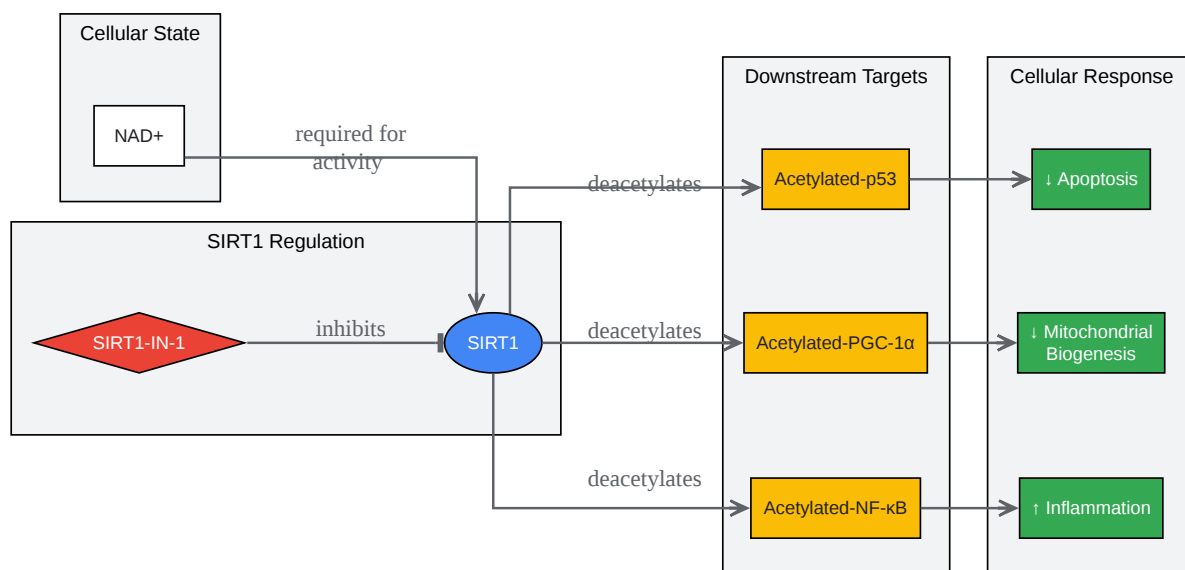 Cellular State
NAD+
required for
activity
SIRT1 Regulation
SIRT1-IN-1
inhibits
SIRT1
deacetylates
deacetylates
deacetylates
Downstream Targets
Acetylated-p53
Acetylated-PGC-1α
Acetylated-NF-κB
Cellular Response
↓ Apoptosis
↓ Mitochondrial
Biogenesis
↑ Inflammation